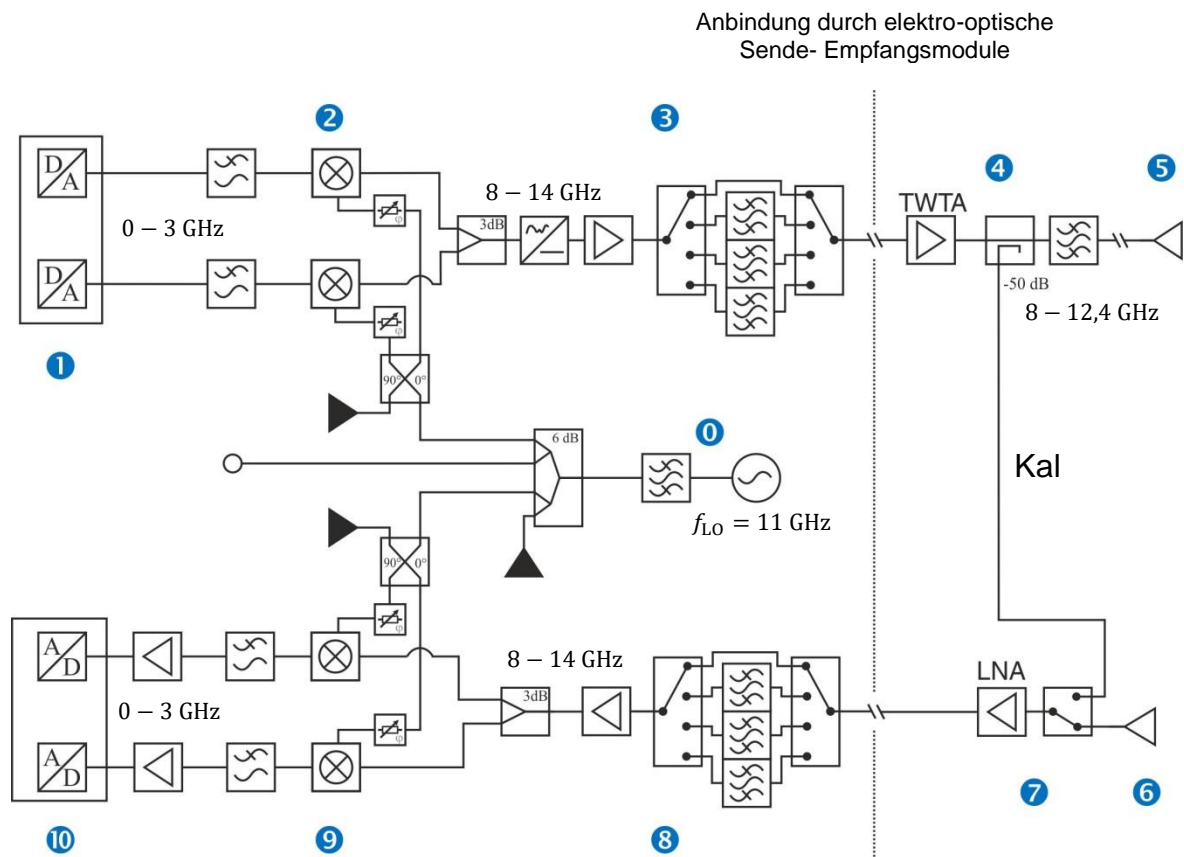 Anbindung durch elektro-optische
Sende- Empfangsmodule
2
3
4
5
D
A
8 – 14 GHz
TWTA
φ
3dB
0 – 3 GHz
D
A
-50 dB
8 – 12,4 GHz
φ
1
90° 0°
6 dB
0
Kal
f_LO = 11 GHz
90° 0°
φ
A
D
8 – 14 GHz
LNA
3dB
0 – 3 GHz
φ
A
D
10
9
8
7
6